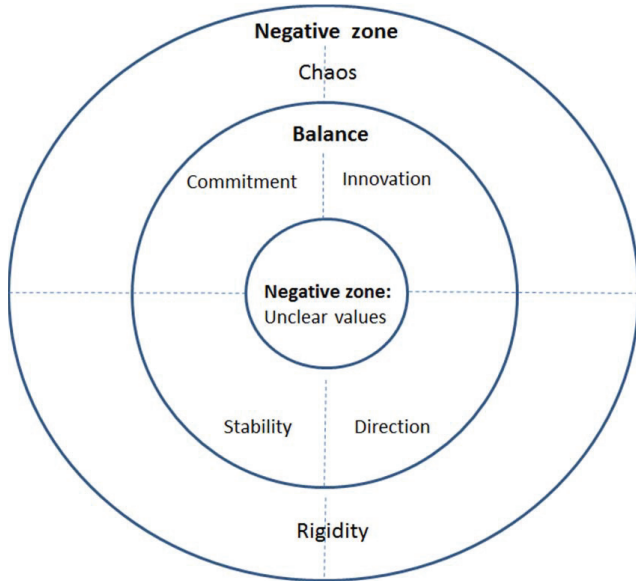 Negative zone
Chaos
Balance
Commitment
Innovation
Negative zone:
Unclear values
Stability
Direction
Rigidity